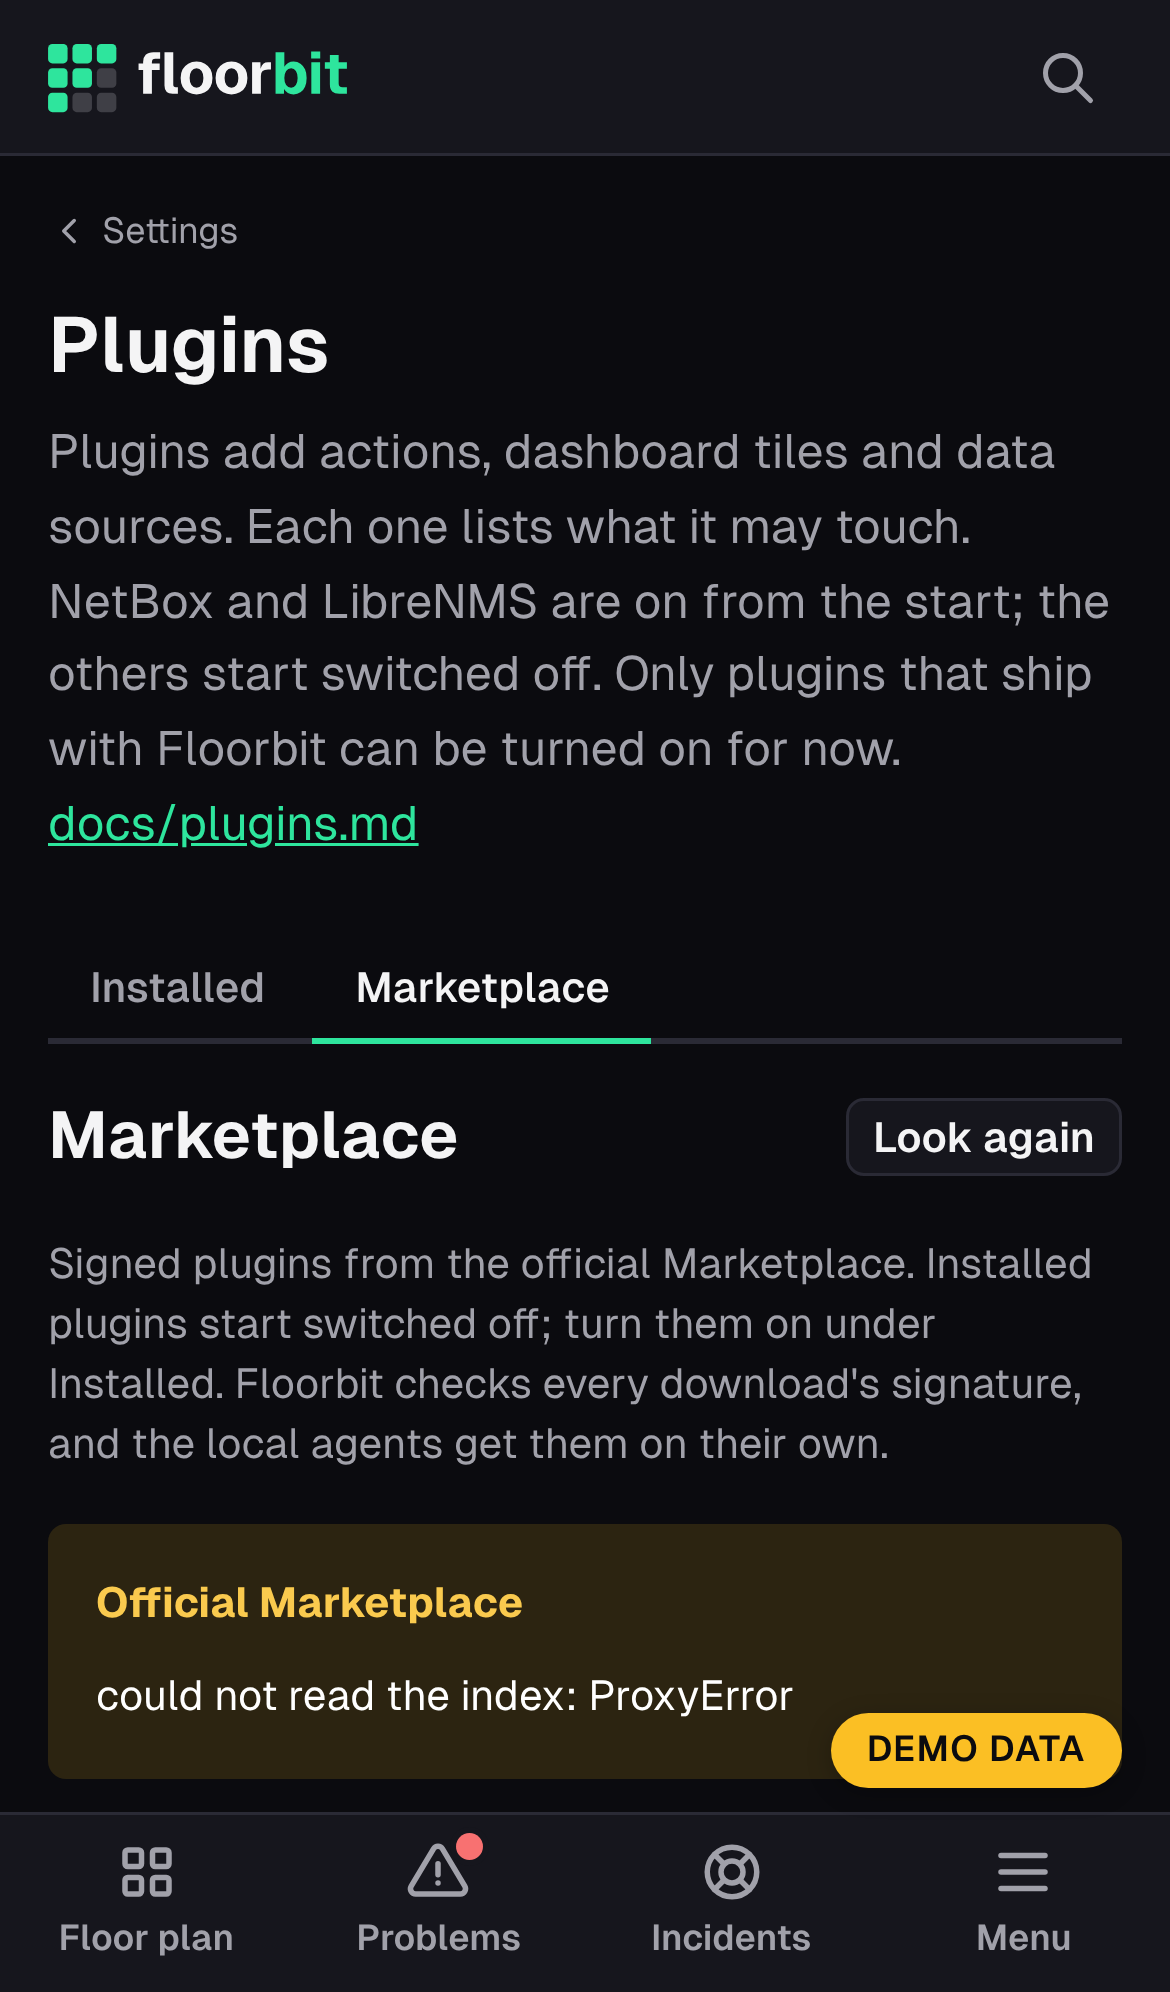 floorbit
Settings
Plugins
Plugins add actions, dashboard tiles and data
sources. Each one lists what it may touch.
NetBox and LibreNMS are on from the start; the
others start switched off. Only plugins that ship
with Floorbit can be turned on for now.
docs/plugins.md
Installed
Marketplace
Marketplace
Look again
Signed plugins from the official Marketplace. Installed
plugins start switched off; turn them on under
Installed. Floorbit checks every download's signature,
and the local agents get them on their own.
Official Marketplace
could not read the index: ProxyError
DEMO DATA
Floor plan
Problems
Incidents
Menu